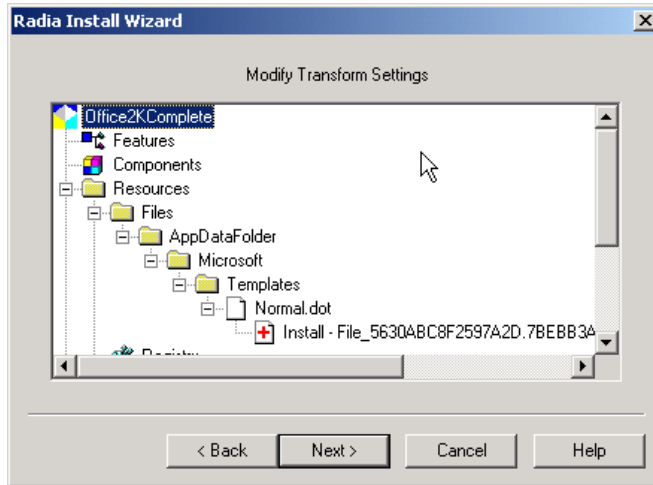 Radia Install Wizard
Modify Transform Settings
Office2KComplete
Features
Components
Resources
Files
AppDataFolder
Microsoft
Templates
Normal.dot
Install - File_5630ABC8F2597A2D.7BEBB3A
Registry
< Back Next > Cancel Help